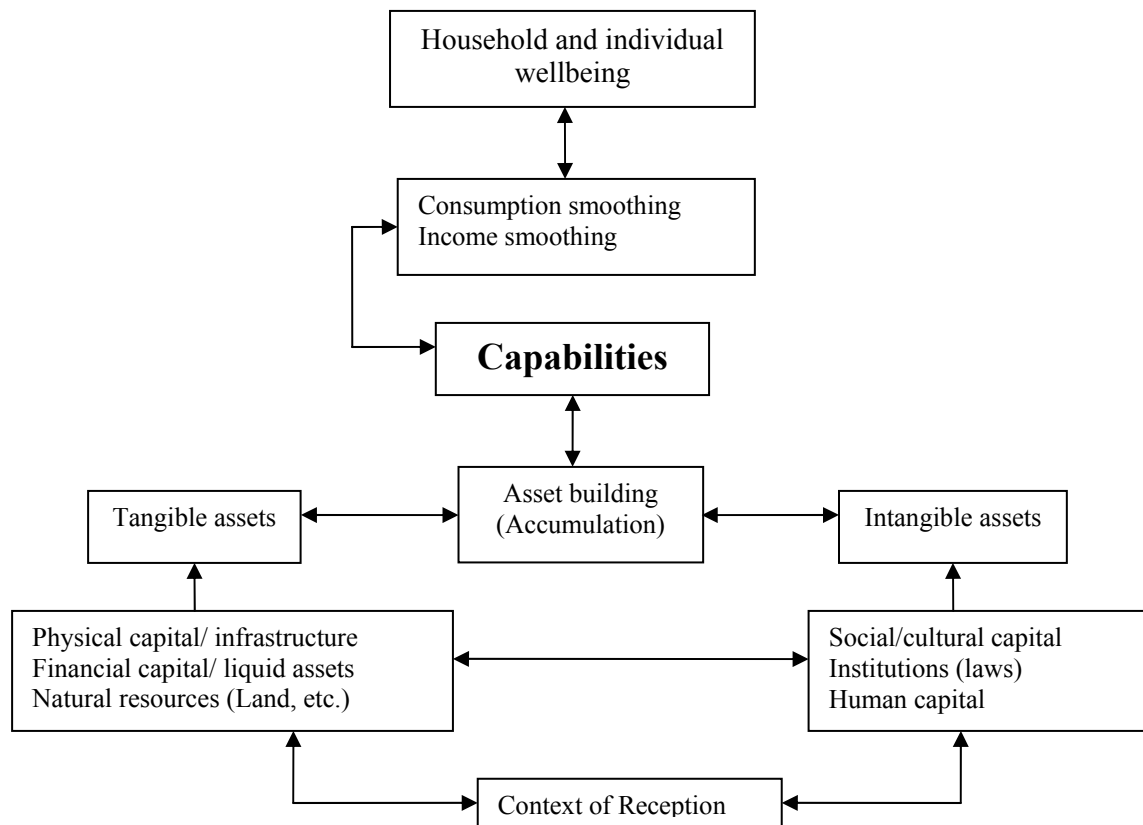 Household and individual
wellbeing
Consumption smoothing
Income smoothing
Capabilities
Asset building
(Accumulation)
Tangible assets
Intangible assets
Physical capital/ infrastructure
Financial capital/ liquid assets
Natural resources (Land, etc.)
Social/cultural capital
Institutions (laws)
Human capital
Context of Reception